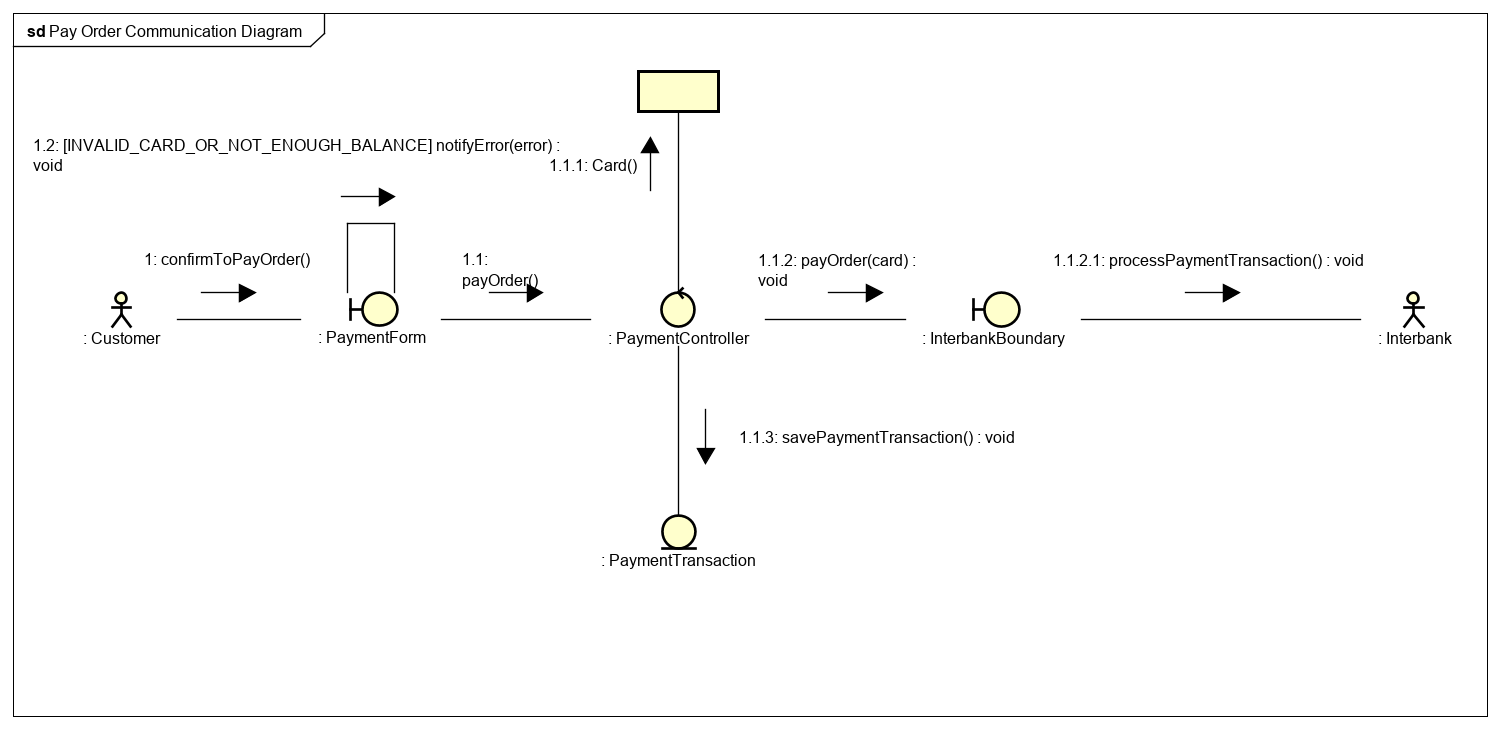 sd Pay Order Communication Diagram
1.2: [INVALID_CARD_OR_NOT_ENOUGH_BALANCE] notifyError(error) :
void
1.1.1: Card()
1: confirmToPayOrder()
1.1:
payOrder()
1.1.2: payOrder(card) :
void
1.1.2.1: processPaymentTransaction() : void
: Customer
: PaymentForm
: PaymentController
: InterbankBoundary
: Interbank
1.1.3: savePaymentTransaction() : void
: PaymentTransaction